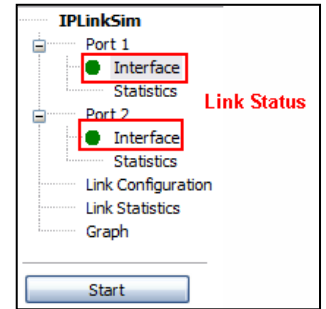 IPLinkSim
Port 1
Interface
Statistics
Link Status
Port 2
Interface
Statistics
Link Configuration
Link Statistics
Graph
Start